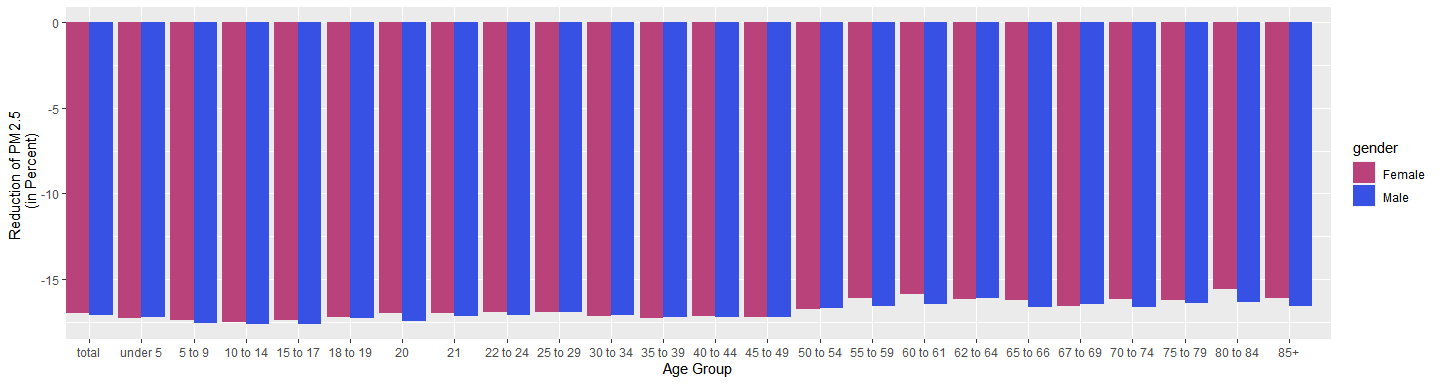 Reduction of PM 2.5
(in Percent)
0
-5
-10
-15
total under 5 5 to 9 10 to 14 15 to 17 18 to 19 20 21 22 to 24 25 to 29 30 to 34 35 to 39 40 to 44 45 to 49 50 to 54 55 to 59 60 to 61 62 to 64 65 to 66 67 to 69 70 to 74 75 to 79 80 to 84 85+
Age Group
gender
Female
Male